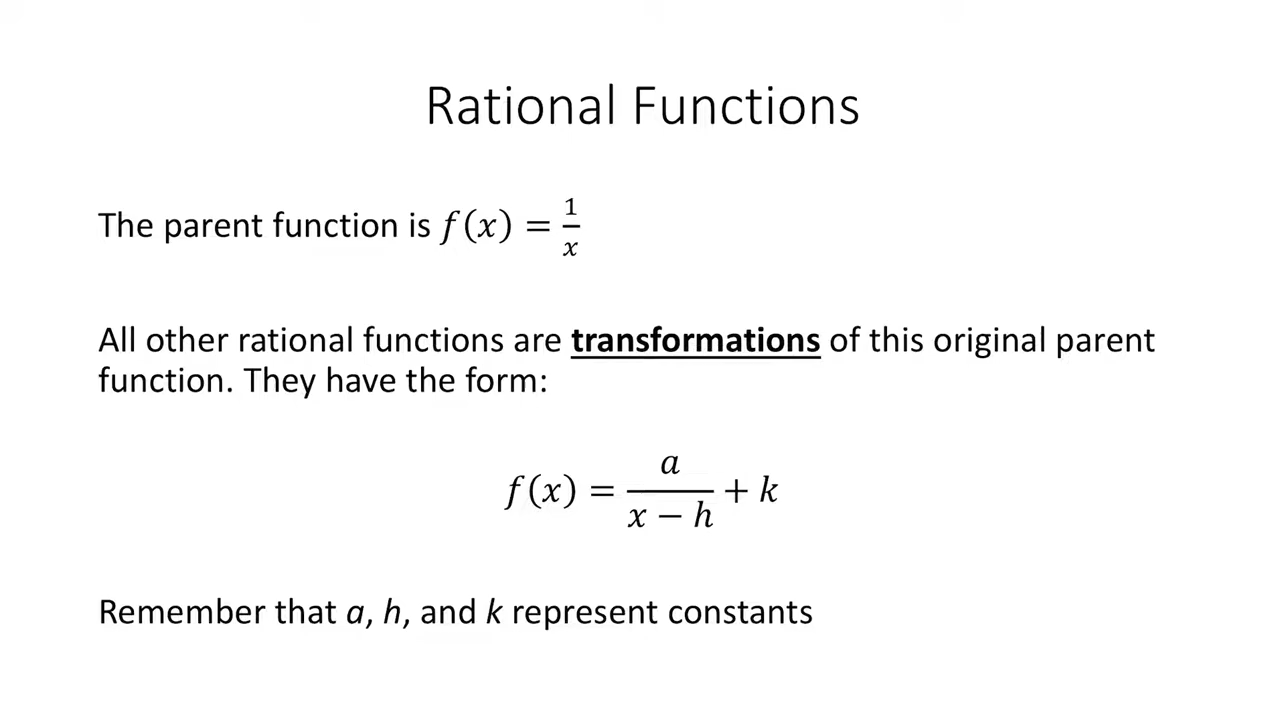 Rational Functions
The parent function is f(x) = 1/x
All other rational functions are transformations of this original parent
function. They have the form:
f(x) = a/(x − h) + k
Remember that a, h, and k represent constants